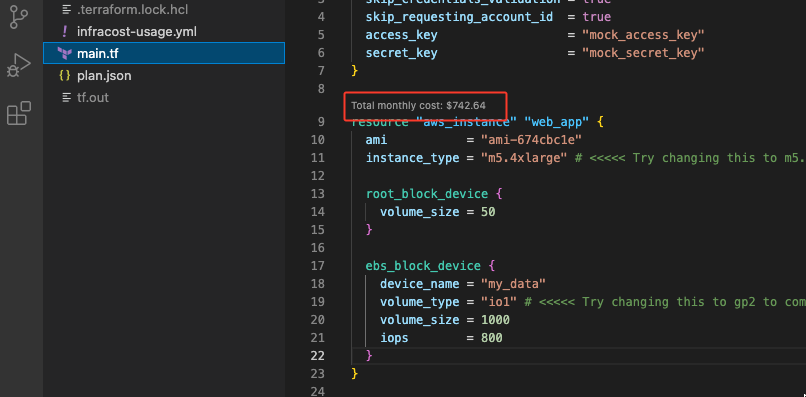 .terraform.lock.hcl
! infracost-usage.yml
main.tf
{} plan.json
tf.out
3 skip_credentials_validation = true
4 skip_requesting_account_id = true
5 access_key = "mock_access_key"
6 secret_key = "mock_secret_key"
7 }
8
Total monthly cost: $742.64
9 resource "aws_instance" "web_app" {
10 ami = "ami-674cbc1e"
11 instance_type = "m5.4xlarge" # <<<<< Try changing this to m5.
12
13 root_block_device {
14 volume_size = 50
15 }
16
17 ebs_block_device {
18 device_name = "my_data"
19 volume_type = "io1" # <<<<< Try changing this to gp2 to com
20 volume_size = 1000
21 iops = 800
22 }
23 }
24